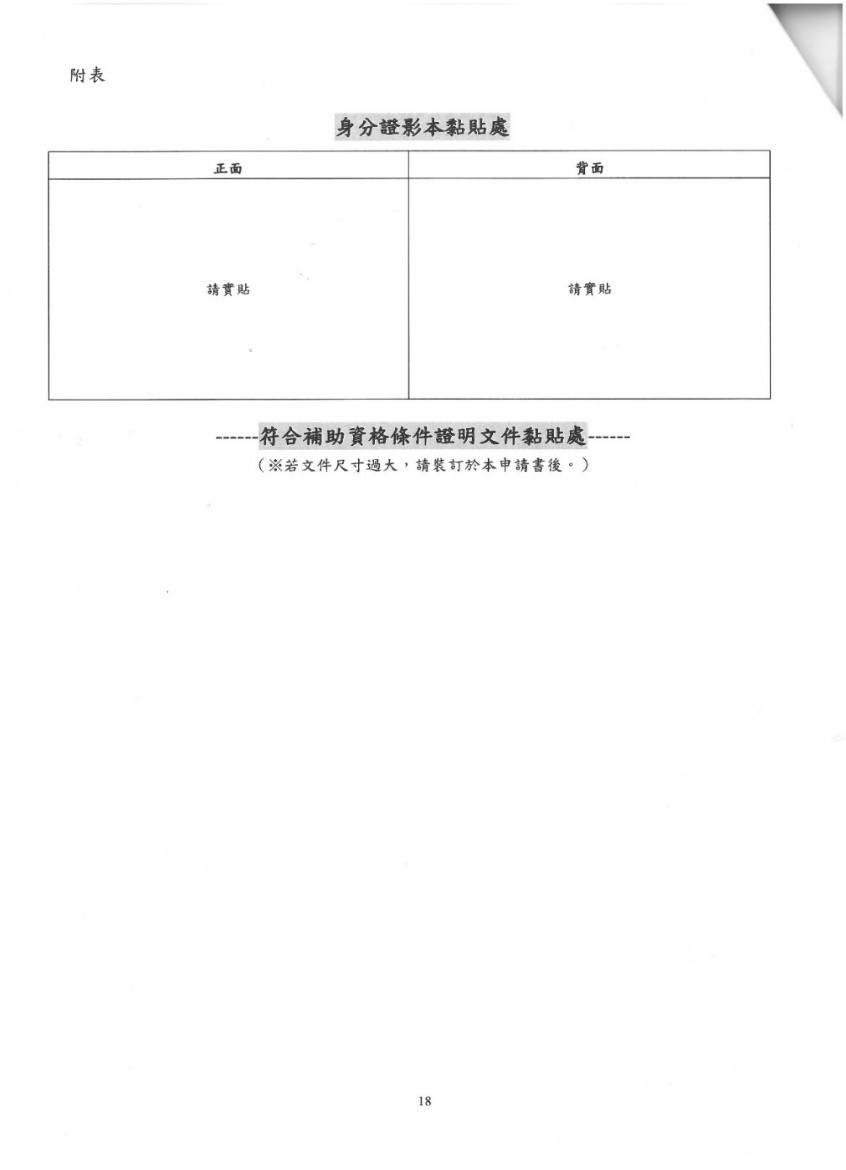 附表
身分證影本黏貼處
正面 背面
請實貼 請實貼
------符合補助資格條件證明文件黏貼處------
（※若文件尺寸過大，請裝訂於本申請書後。）
18